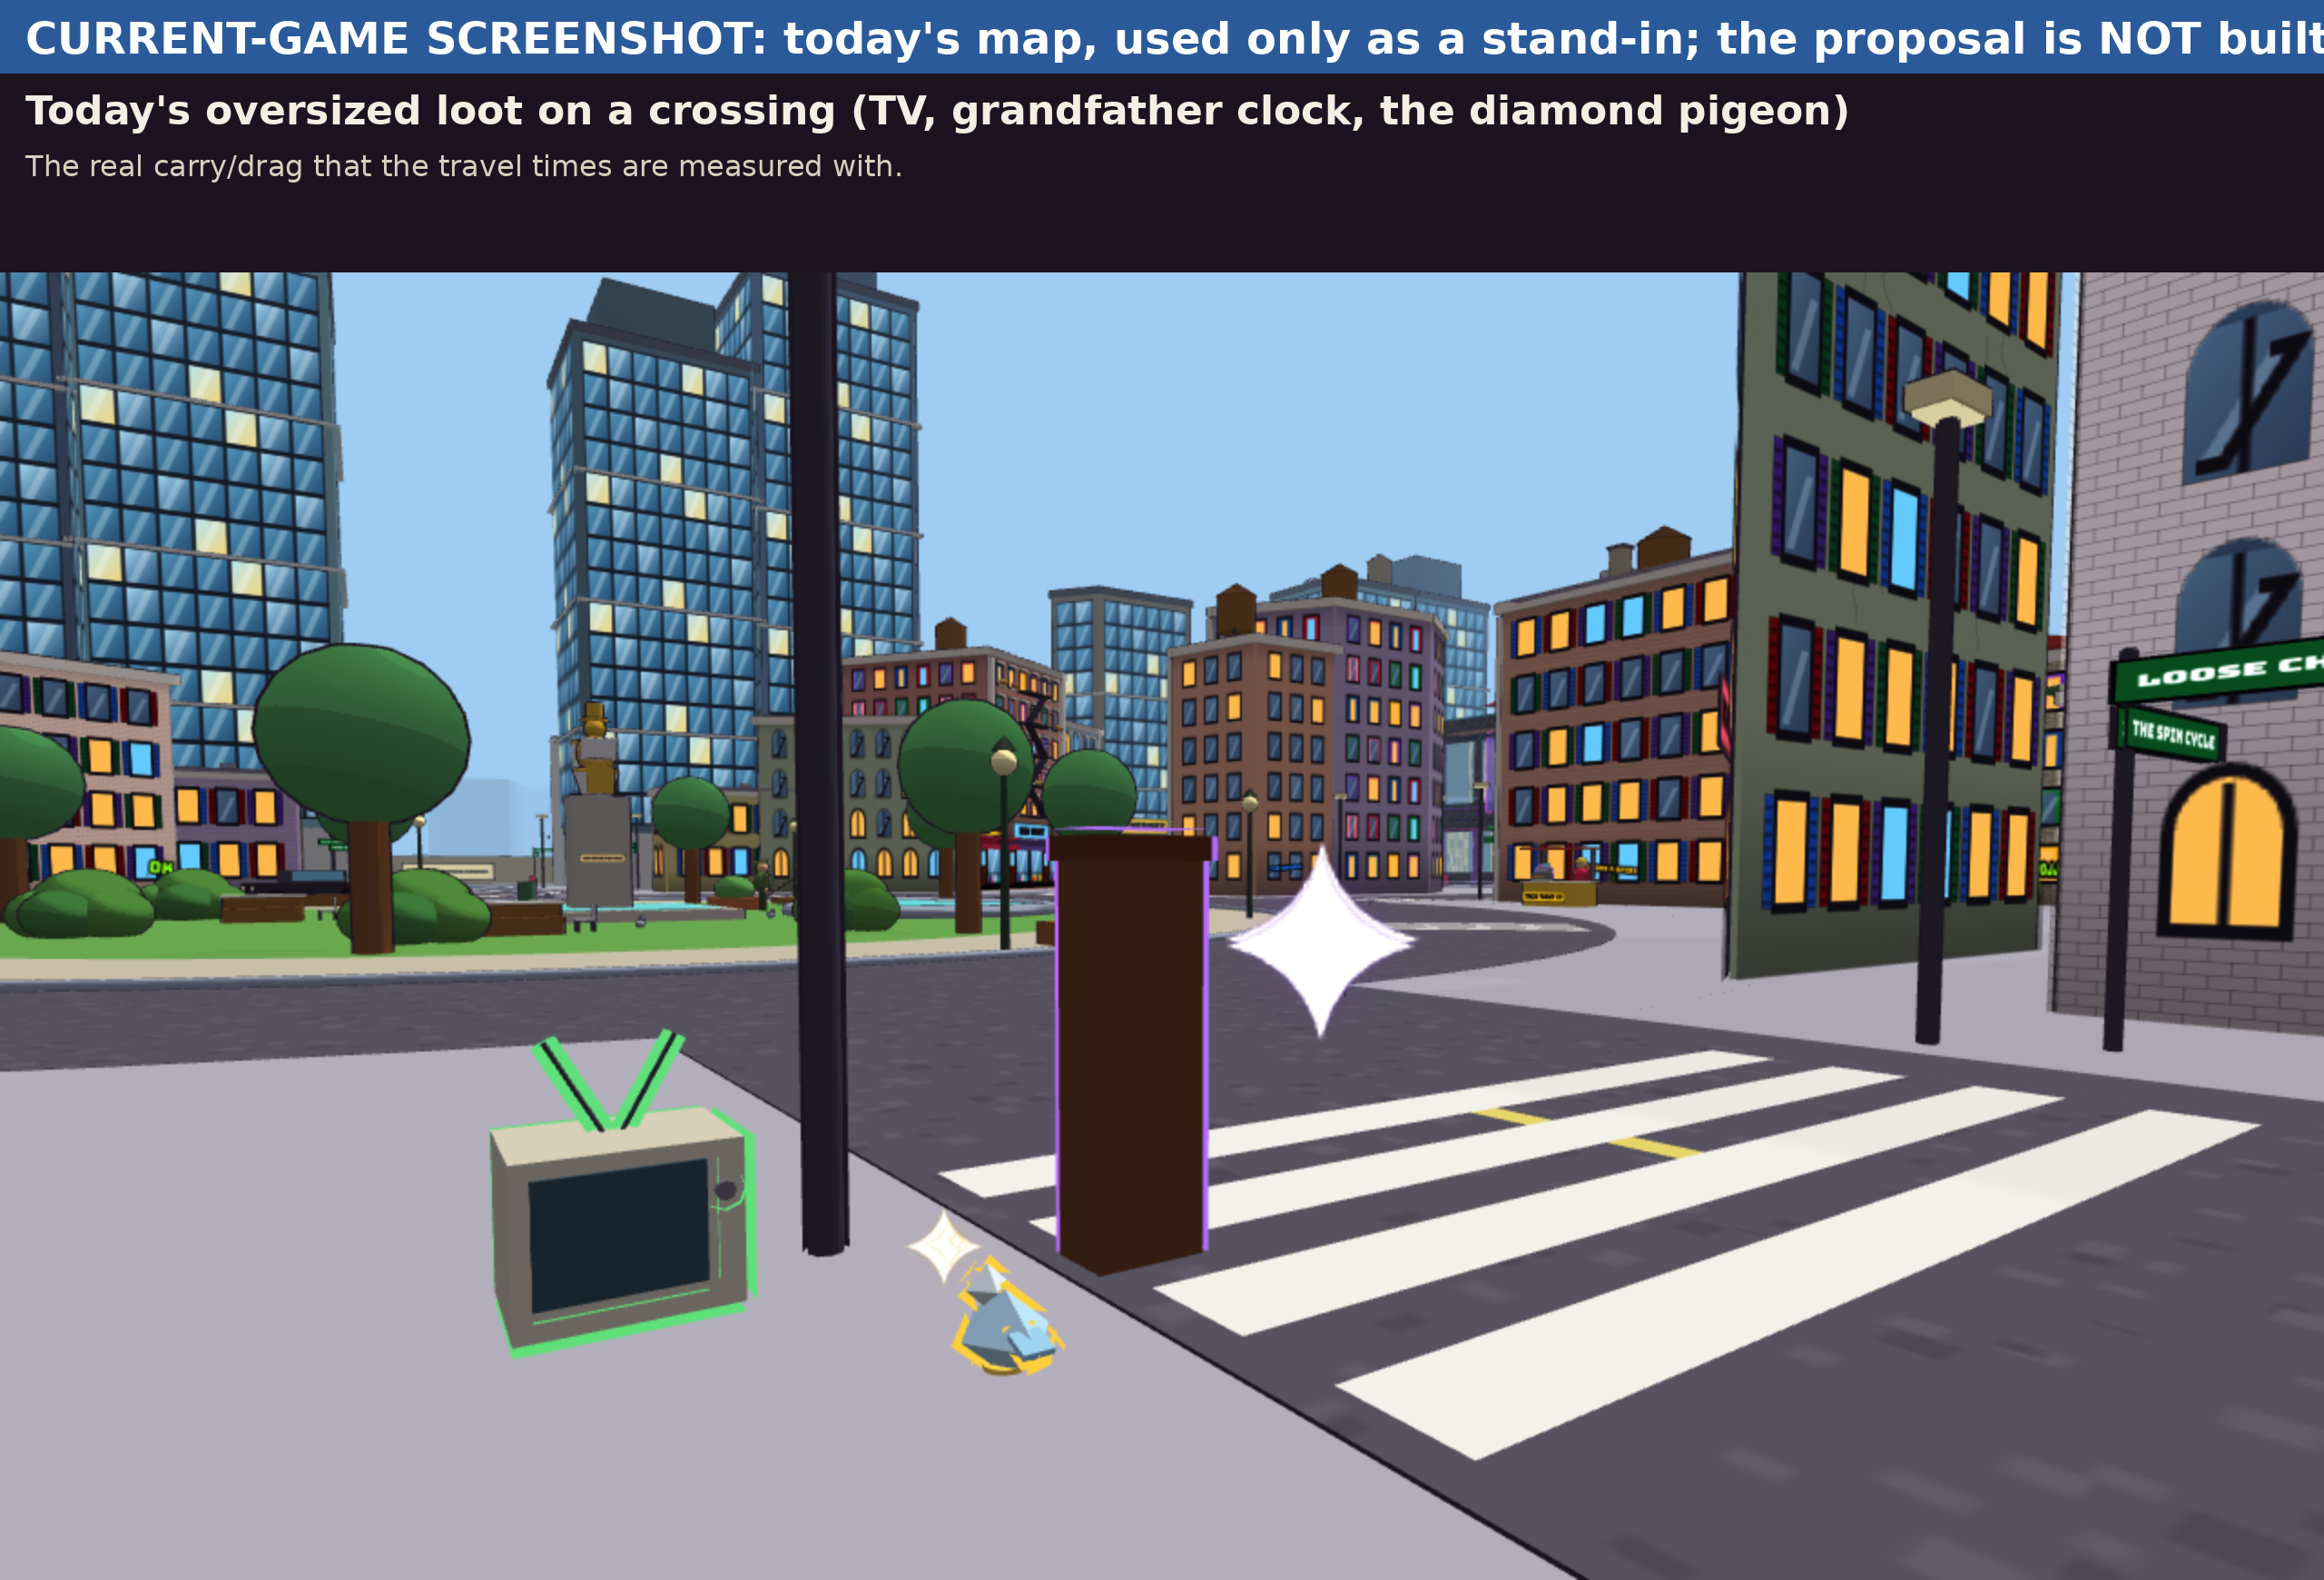 CURRENT-GAME SCREENSHOT: today's map, used only as a stand-in; the proposal is NOT built
Today's oversized loot on a crossing (TV, grandfather clock, the diamond pigeon)
The real carry/drag that the travel times are measured with.
LOOSE CH
THE SPIN CYCLE